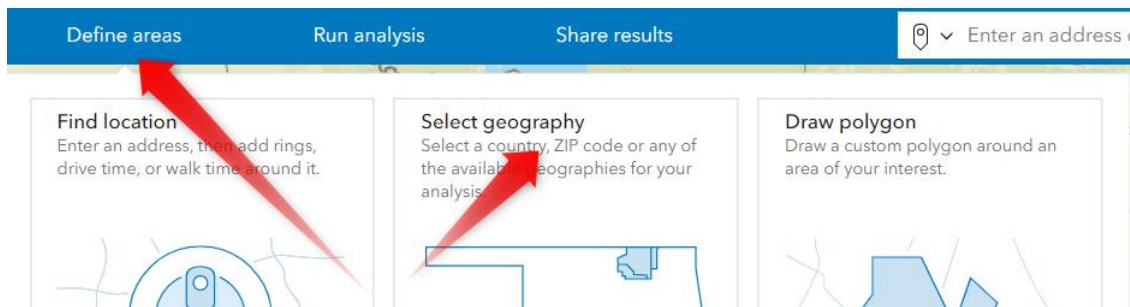 Define areas Run analysis Share results Enter an address
Find location
Enter an address, then add rings,
drive time, or walk time around it.
Select geography
Select a country, ZIP code or any of
the available geographies for your
analysis.
Draw polygon
Draw a custom polygon around an
area of your interest.